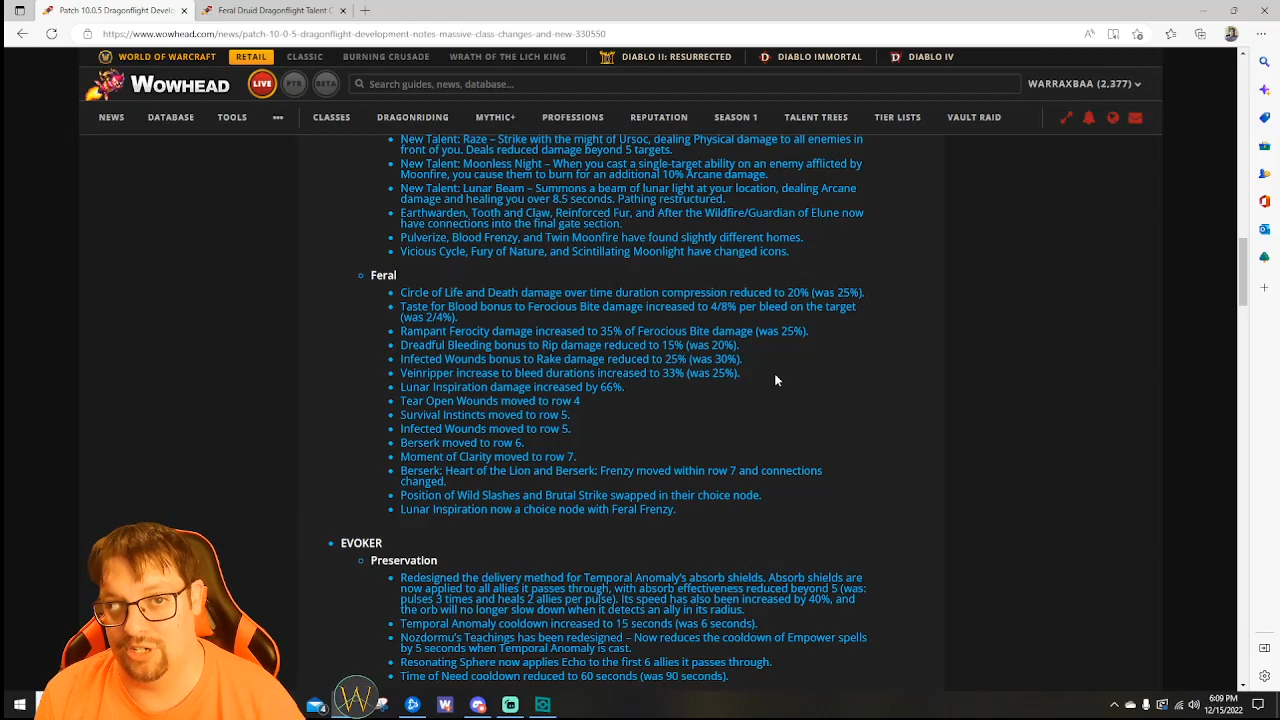 Patch 10.0.5 Dragonflight Develo
Feral Druid Dragonflight Talent C
https://www.wowhead.com/news/patch-10-0-5-dragonflight-development-notes-massive-class-changes-and-new-330550
WORLD OF WARCRAFT RETAIL CLASSIC BURNING CRUSADE WRATH OF THE LICH KING DIABLO II: RESURRECTED DIABLO IMMORTAL DIABLO IV
WOWHEAD LIVE PTR BETA Search guides, news, database... WARRAXBAA (2,377)
NEWS DATABASE TOOLS CLASSES DRAGONRIDING MYTHIC+ PROFESSIONS REPUTATION SEASON 1 TALENT TREES TIER LISTS VAULT RAID
New Talent: Raze – Strike with the might of Ursoc, dealing Physical damage to all enemies in
front of you. Deals reduced damage beyond 5 targets.
New Talent: Moonless Night – When you cast a single-target ability on an enemy afflicted by
Moonfire, you cause them to burn for an additional 10% Arcane damage.
New Talent: Lunar Beam – Summons a beam of lunar light at your location, dealing Arcane
damage and healing you over 8.5 seconds. Pathing restructured.
Earthwarden, Tooth and Claw, Reinforced Fur, and After the Wildfire/Guardian of Elune now
have connections into the final gate section.
Pulverize, Blood Frenzy, and Twin Moonfire have found slightly different homes.
Vicious Cycle, Fury of Nature, and Scintillating Moonlight have changed icons.
Feral
Circle of Life and Death damage over time duration compression reduced to 20% (was 25%).
Taste for Blood bonus to Ferocious Bite damage increased to 4/8% per bleed on the target
(was 2/4%).
Rampant Ferocity damage increased to 35% of Ferocious Bite damage (was 25%).
Dreadful Bleeding bonus to Rip damage reduced to 15% (was 20%).
Infected Wounds bonus to Rake damage reduced to 25% (was 30%).
Veinripper increase to bleed durations increased to 33% (was 25%).
Lunar Inspiration damage increased by 66%.
Tear Open Wounds moved to row 4
Survival Instincts moved to row 5.
Infected Wounds moved to row 5.
Berserk moved to row 6.
Moment of Clarity moved to row 7.
Berserk: Heart of the Lion and Berserk: Frenzy moved within row 7 and connections
changed.
Position of Wild Slashes and Brutal Strike swapped in their choice node.
Lunar Inspiration now a choice node with Feral Frenzy.
EVOKER
Preservation
Redesigned the delivery method for Temporal Anomaly's absorb shields. Absorb shields are
now applied to all allies it passes through, with absorb effectiveness reduced beyond 5 (was:
pulses 3 times and heals 2 allies per pulse). Its speed has also been increased by 40%, and
the orb will no longer slow down when it detects an ally in its radius.
Temporal Anomaly cooldown increased to 15 seconds (was 6 seconds).
Nozdormu's Teachings has been redesigned – Now reduces the cooldown of Empower spells
by 5 seconds when Temporal Anomaly is cast.
Resonating Sphere now applies Echo to the first 6 allies it passes through.
Time of Need cooldown reduced to 60 seconds (was 90 seconds).
6:09 PM
12/15/2022